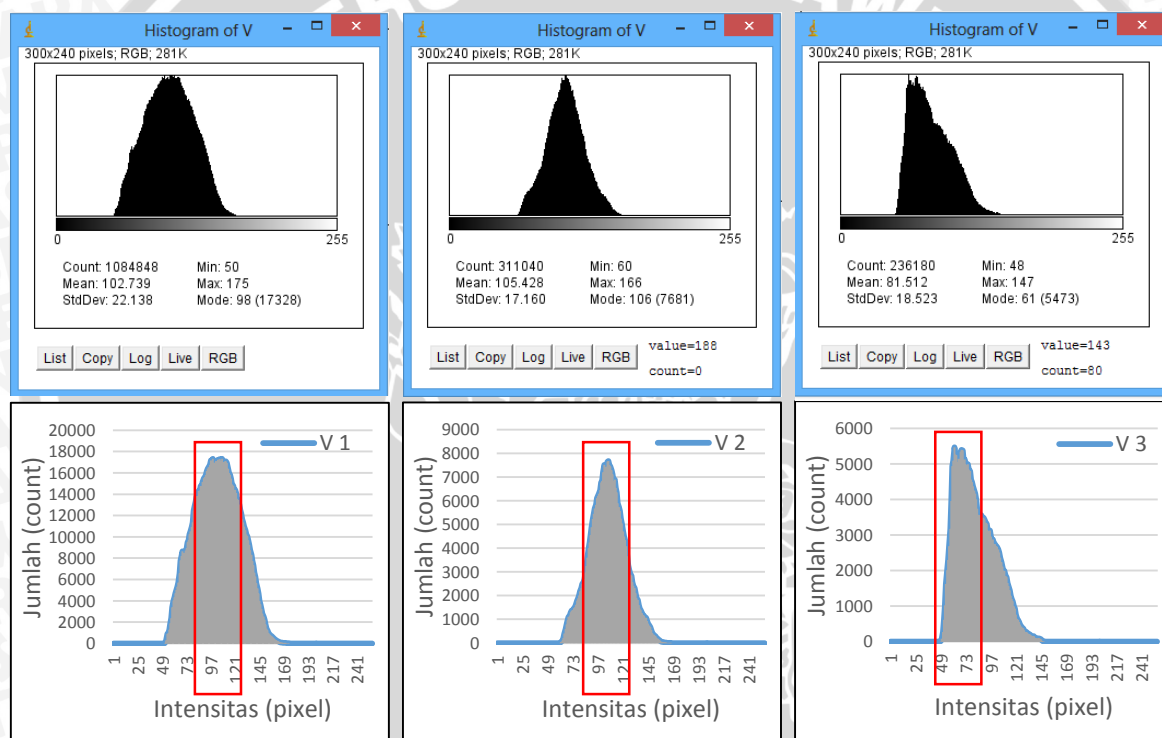 Histogram of V
300x240 pixels; RGB; 281K
0
255
Count: 1084848
Min: 50
Mean: 102.739
Max: 175
StdDev: 22.138
Mode: 98 (17328)
List
Copy
Log
Live
RGB
Histogram of V
300x240 pixels; RGB; 281K
0
255
Count: 311040
Min: 60
Mean: 105.428
Max: 166
StdDev: 17.160
Mode: 106 (7681)
List
Copy
Log
Live
RGB
value=188
count=0
Histogram of V
300x240 pixels; RGB; 281K
0
255
Count: 236180
Min: 48
Mean: 81.512
Max: 147
StdDev: 18.523
Mode: 61 (5473)
List
Copy
Log
Live
RGB
value=143
count=80
V 1
Jumlah (count)
20000
18000
16000
14000
12000
10000
8000
6000
4000
2000
0
1
25
49
73
97
121
145
169
193
217
241
Intensitas (pixel)
V 2
Jumlah (count)
9000
8000
7000
6000
5000
4000
3000
2000
1000
0
1
25
49
73
97
121
145
169
193
217
241
Intensitas (pixel)
V 3
Jumlah (count)
6000
5000
4000
3000
2000
1000
0
1
25
49
73
97
121
145
169
193
217
241
Intensitas (pixel)